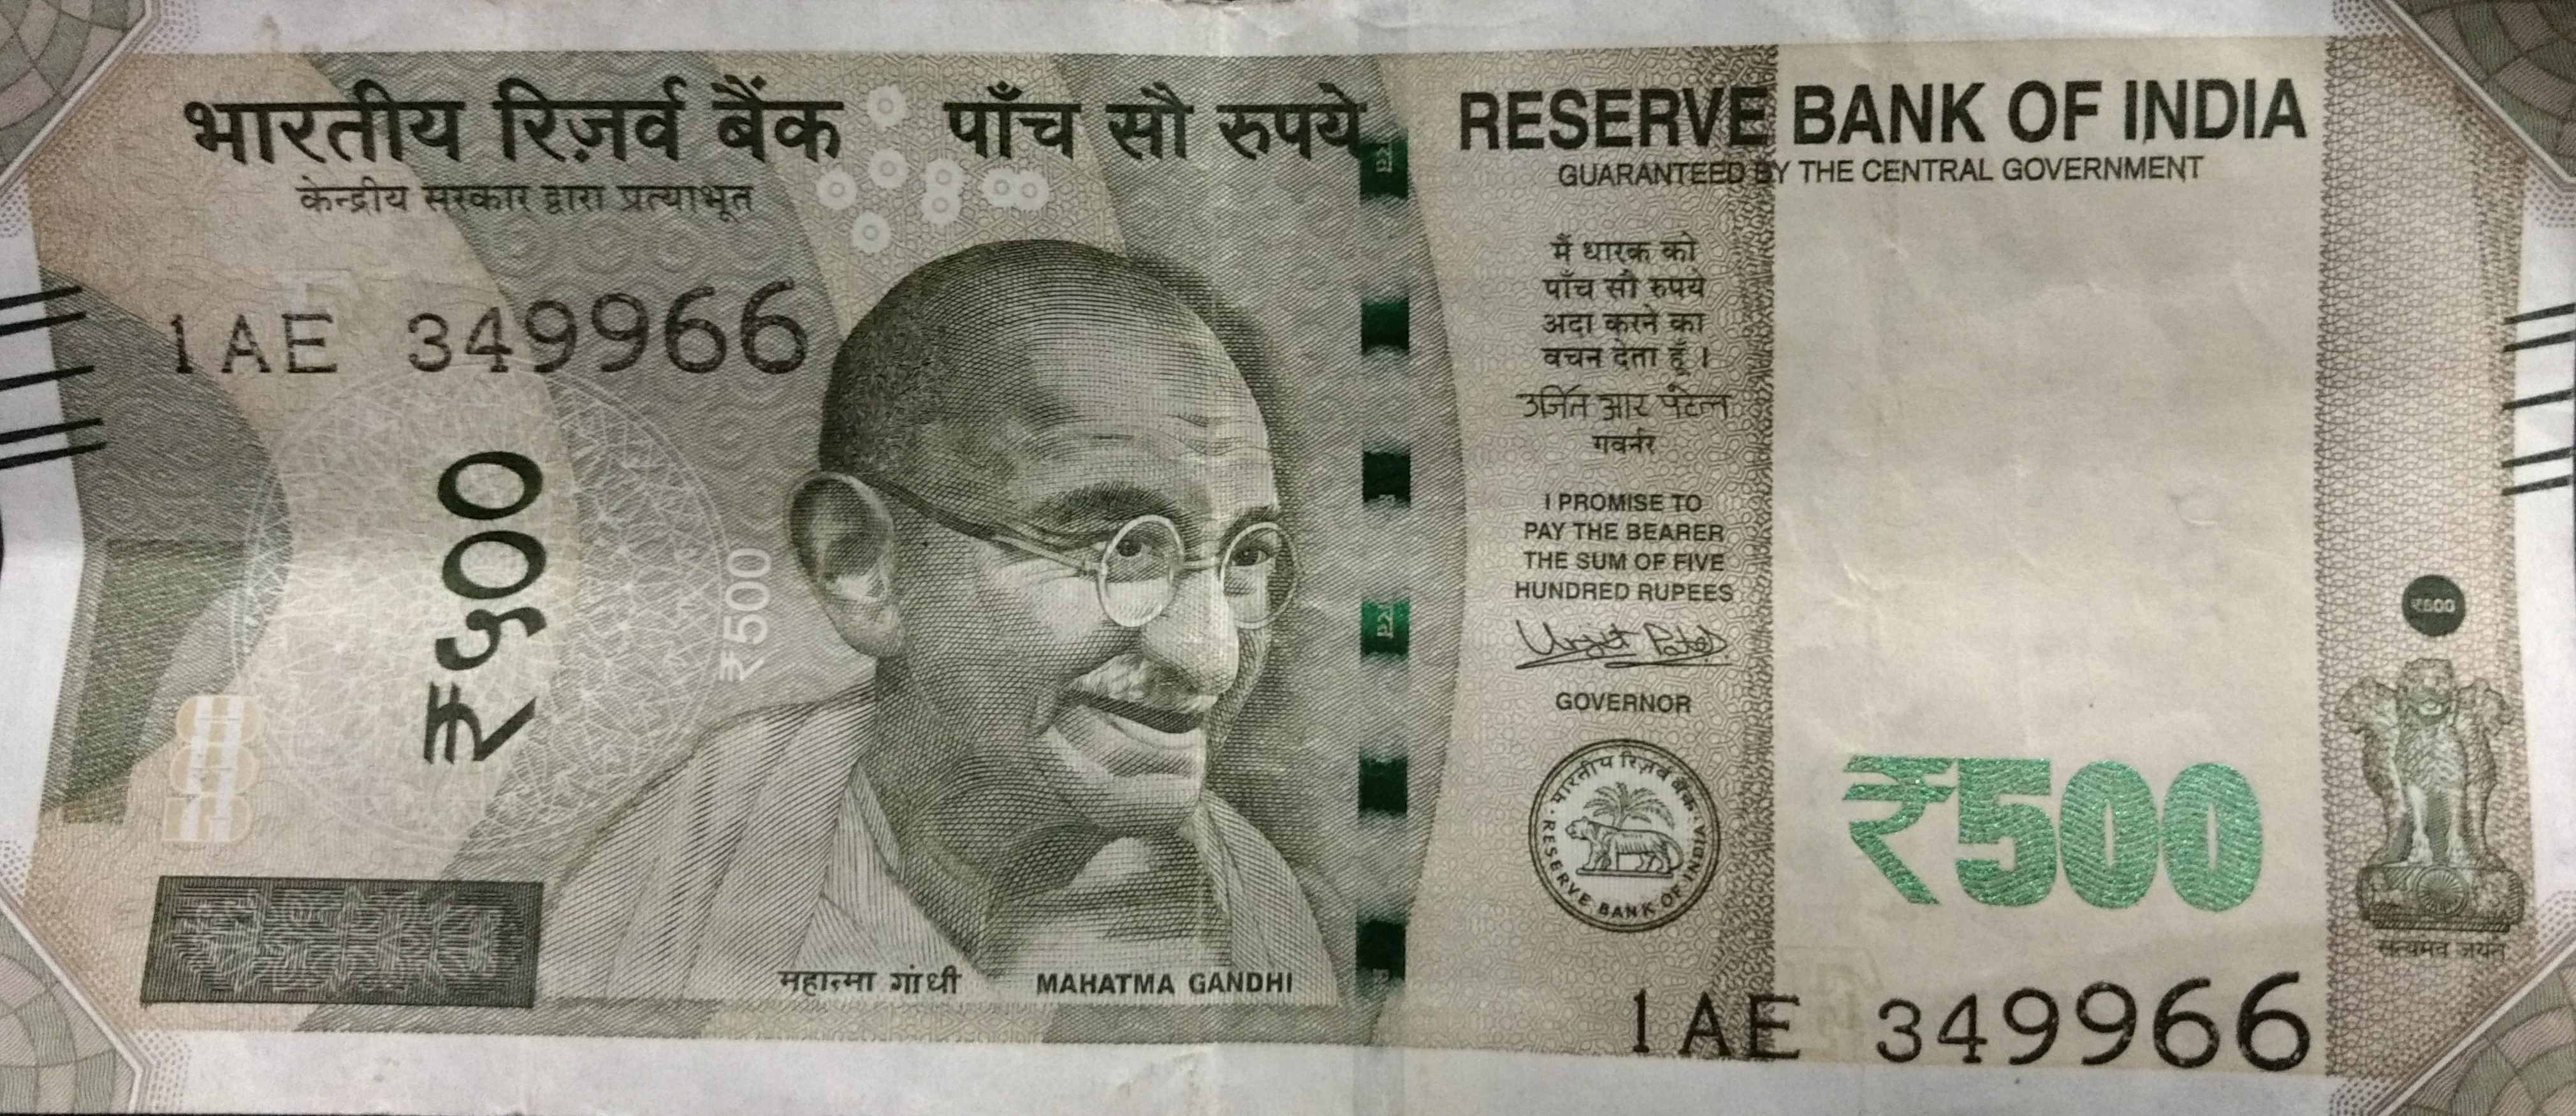 भारतीय रिज़र्व बैंक
केन्द्रीय सरकार द्वारा प्रत्याभूत
पाँच सौ रुपये
RESERVE BANK OF INDIA
GUARANTEED BY THE CENTRAL GOVERNMENT
1AE 349966
₹५००
₹500
मैं धारक को
पाँच सौ रुपये
अदा करने का
वचन देता हूँ ।
उर्जित आर पटेल
गवर्नर
I PROMISE TO
PAY THE BEARER
THE SUM OF FIVE
HUNDRED RUPEES
Urjit Patel
GOVERNOR
भारतीय रिज़र्व बैंक
RESERVE BANK OF INDIA
₹500
₹500
सत्यमेव जयते
महात्मा गांधी
MAHATMA GANDHI
1AE 349966